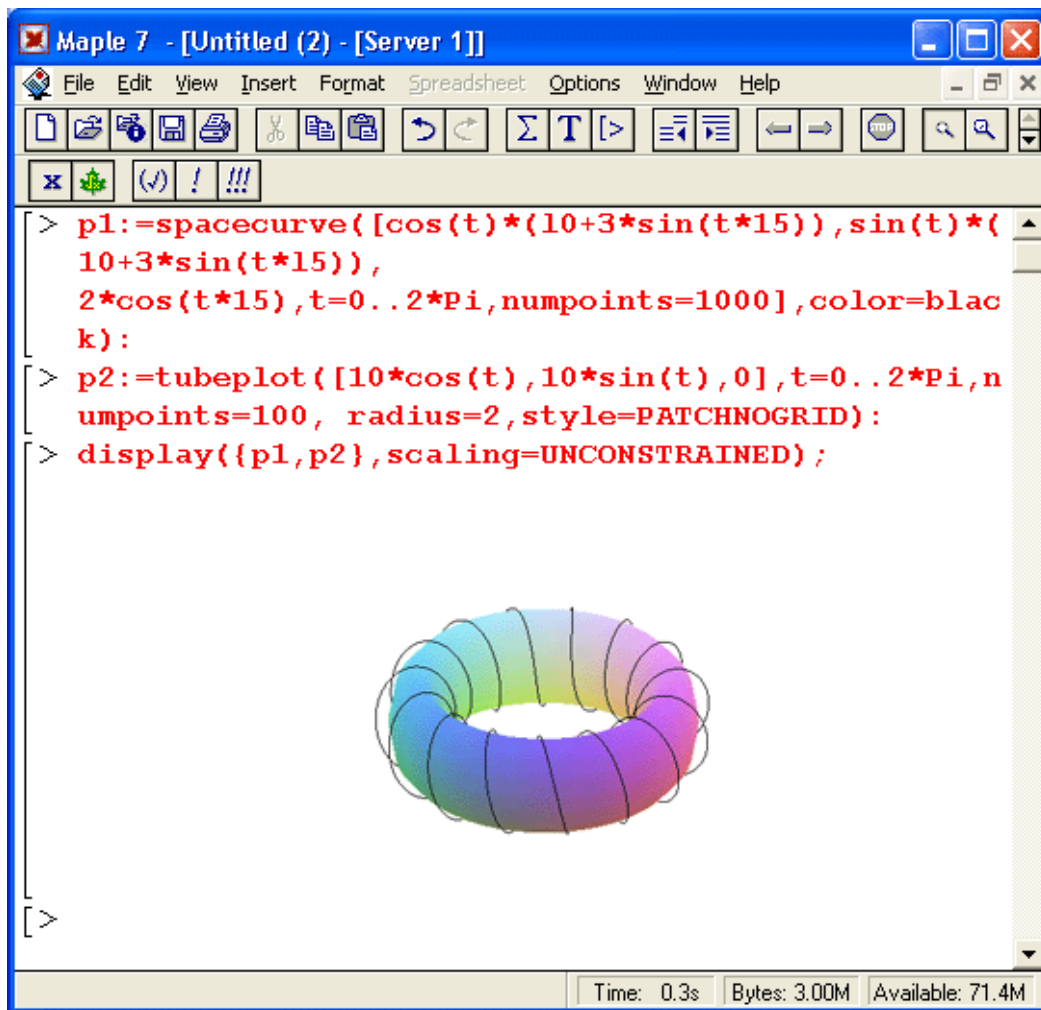 Maple 7 - [Untitled (2) - [Server 1]]
File Edit View Insert Format Spreadsheet Options Window Help
Σ T [>
x (√) ! !!!
[> p1:=spacecurve([cos(t)*(10+3*sin(t*15)),sin(t)*(
10+3*sin(t*15)),
2*cos(t*15),t=0..2*Pi,numpoints=1000],color=blac
k):
[> p2:=tubeplot([10*cos(t),10*sin(t),0],t=0..2*Pi,n
umpoints=100, radius=2,style=PATCHNOGRID):
[> display({p1,p2},scaling=UNCONSTRAINED);
[>
Time: 0.3s Bytes: 3.00M Available: 71.4M